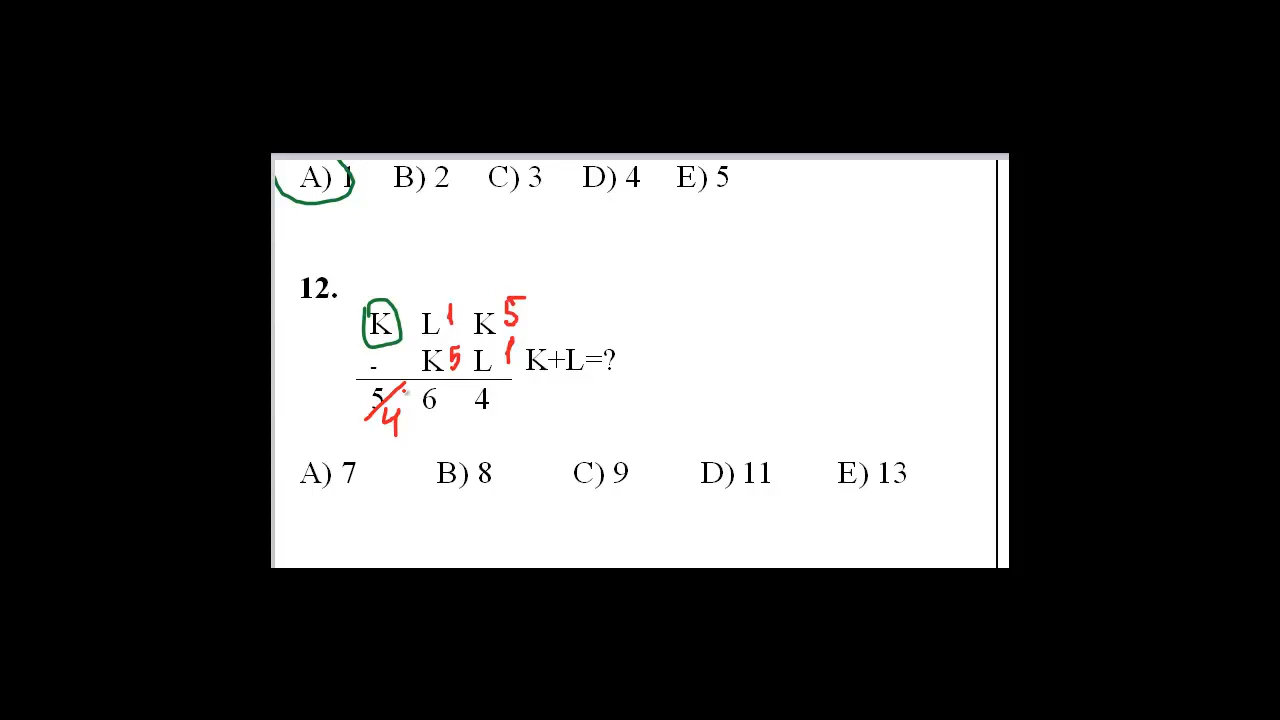 A) 1 B) 2 C) 3 D) 4 E) 5
12.
K L 1 K 5
- K 5 L 1 K+L=?
5 6 4
4
A) 7 B) 8 C) 9 D) 11 E) 13